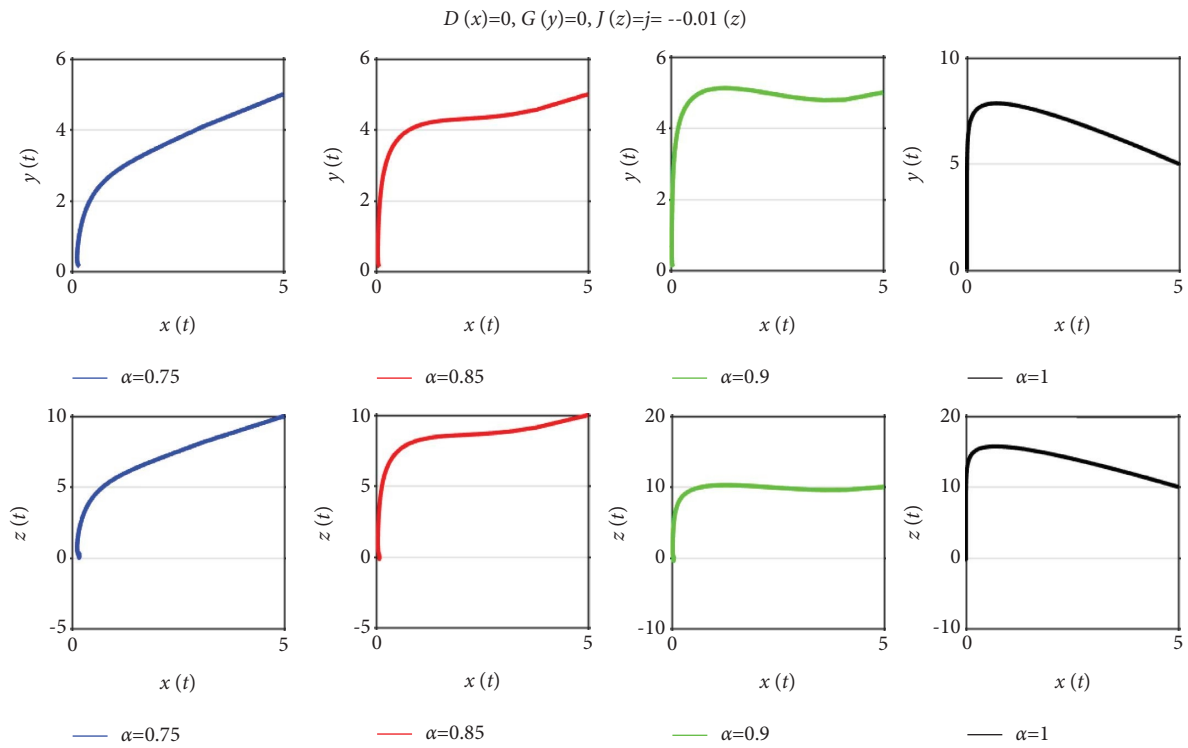 D (x)=0, G (y)=0, J (z)=j= --0.01 (z)
6 6 6 10
4 4 4
5
2 2 2
0 0 0 0
0 5 0 5 0 5 0 5
y (t) y (t) y (t) y (t)
x (t) x (t) x (t) x (t)
α=0.75 α=0.85 α=0.9 α=1
10 10 20 20
5 5 10 10
0 0 0 0
-5 -5 -10 -10
0 5 0 5 0 5 0 5
z (t) z (t) z (t) z (t)
x (t) x (t) x (t) x (t)
α=0.75 α=0.85 α=0.9 α=1